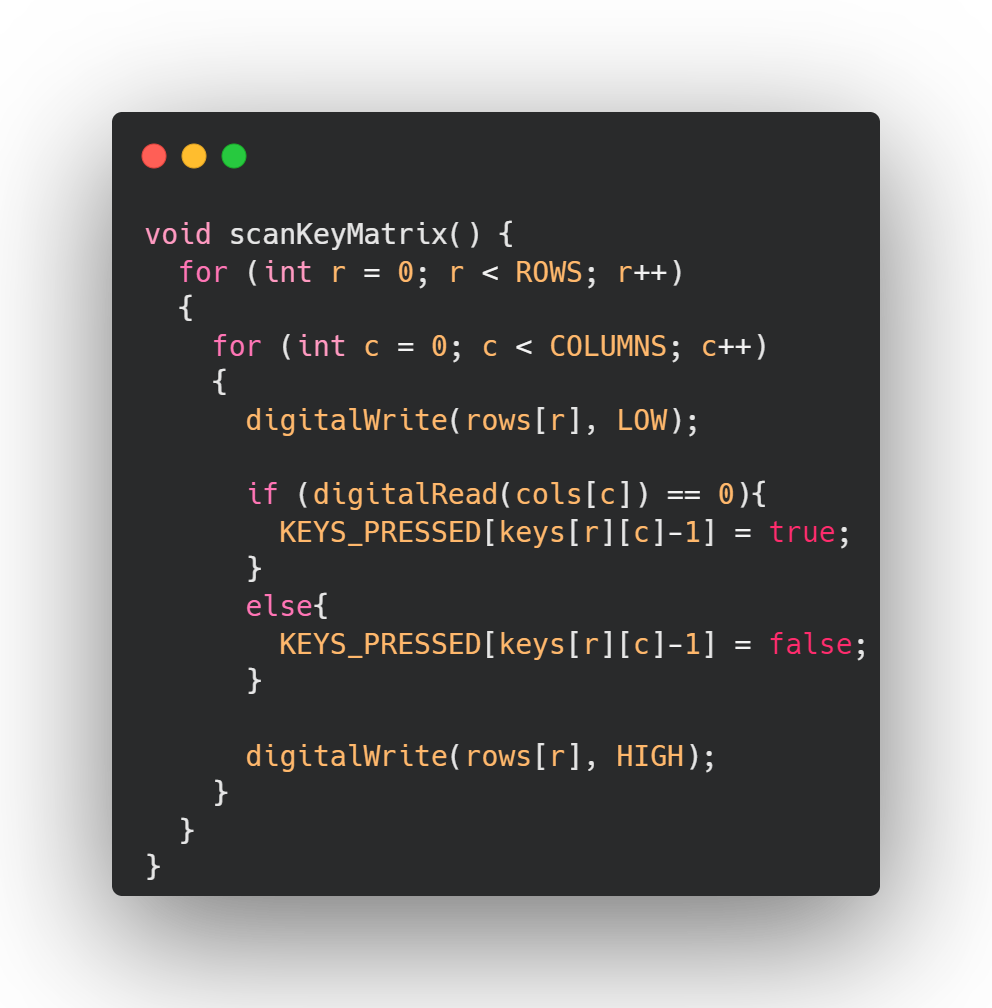 void scanKeyMatrix() {
  for (int r = 0; r < ROWS; r++)
  {
    for (int c = 0; c < COLUMNS; c++)
    {
      digitalWrite(rows[r], LOW);

      if (digitalRead(cols[c]) == 0){
        KEYS_PRESSED[keys[r][c]-1] = true;
      }
      else{
        KEYS_PRESSED[keys[r][c]-1] = false;
      }

      digitalWrite(rows[r], HIGH);
    }
  }
}